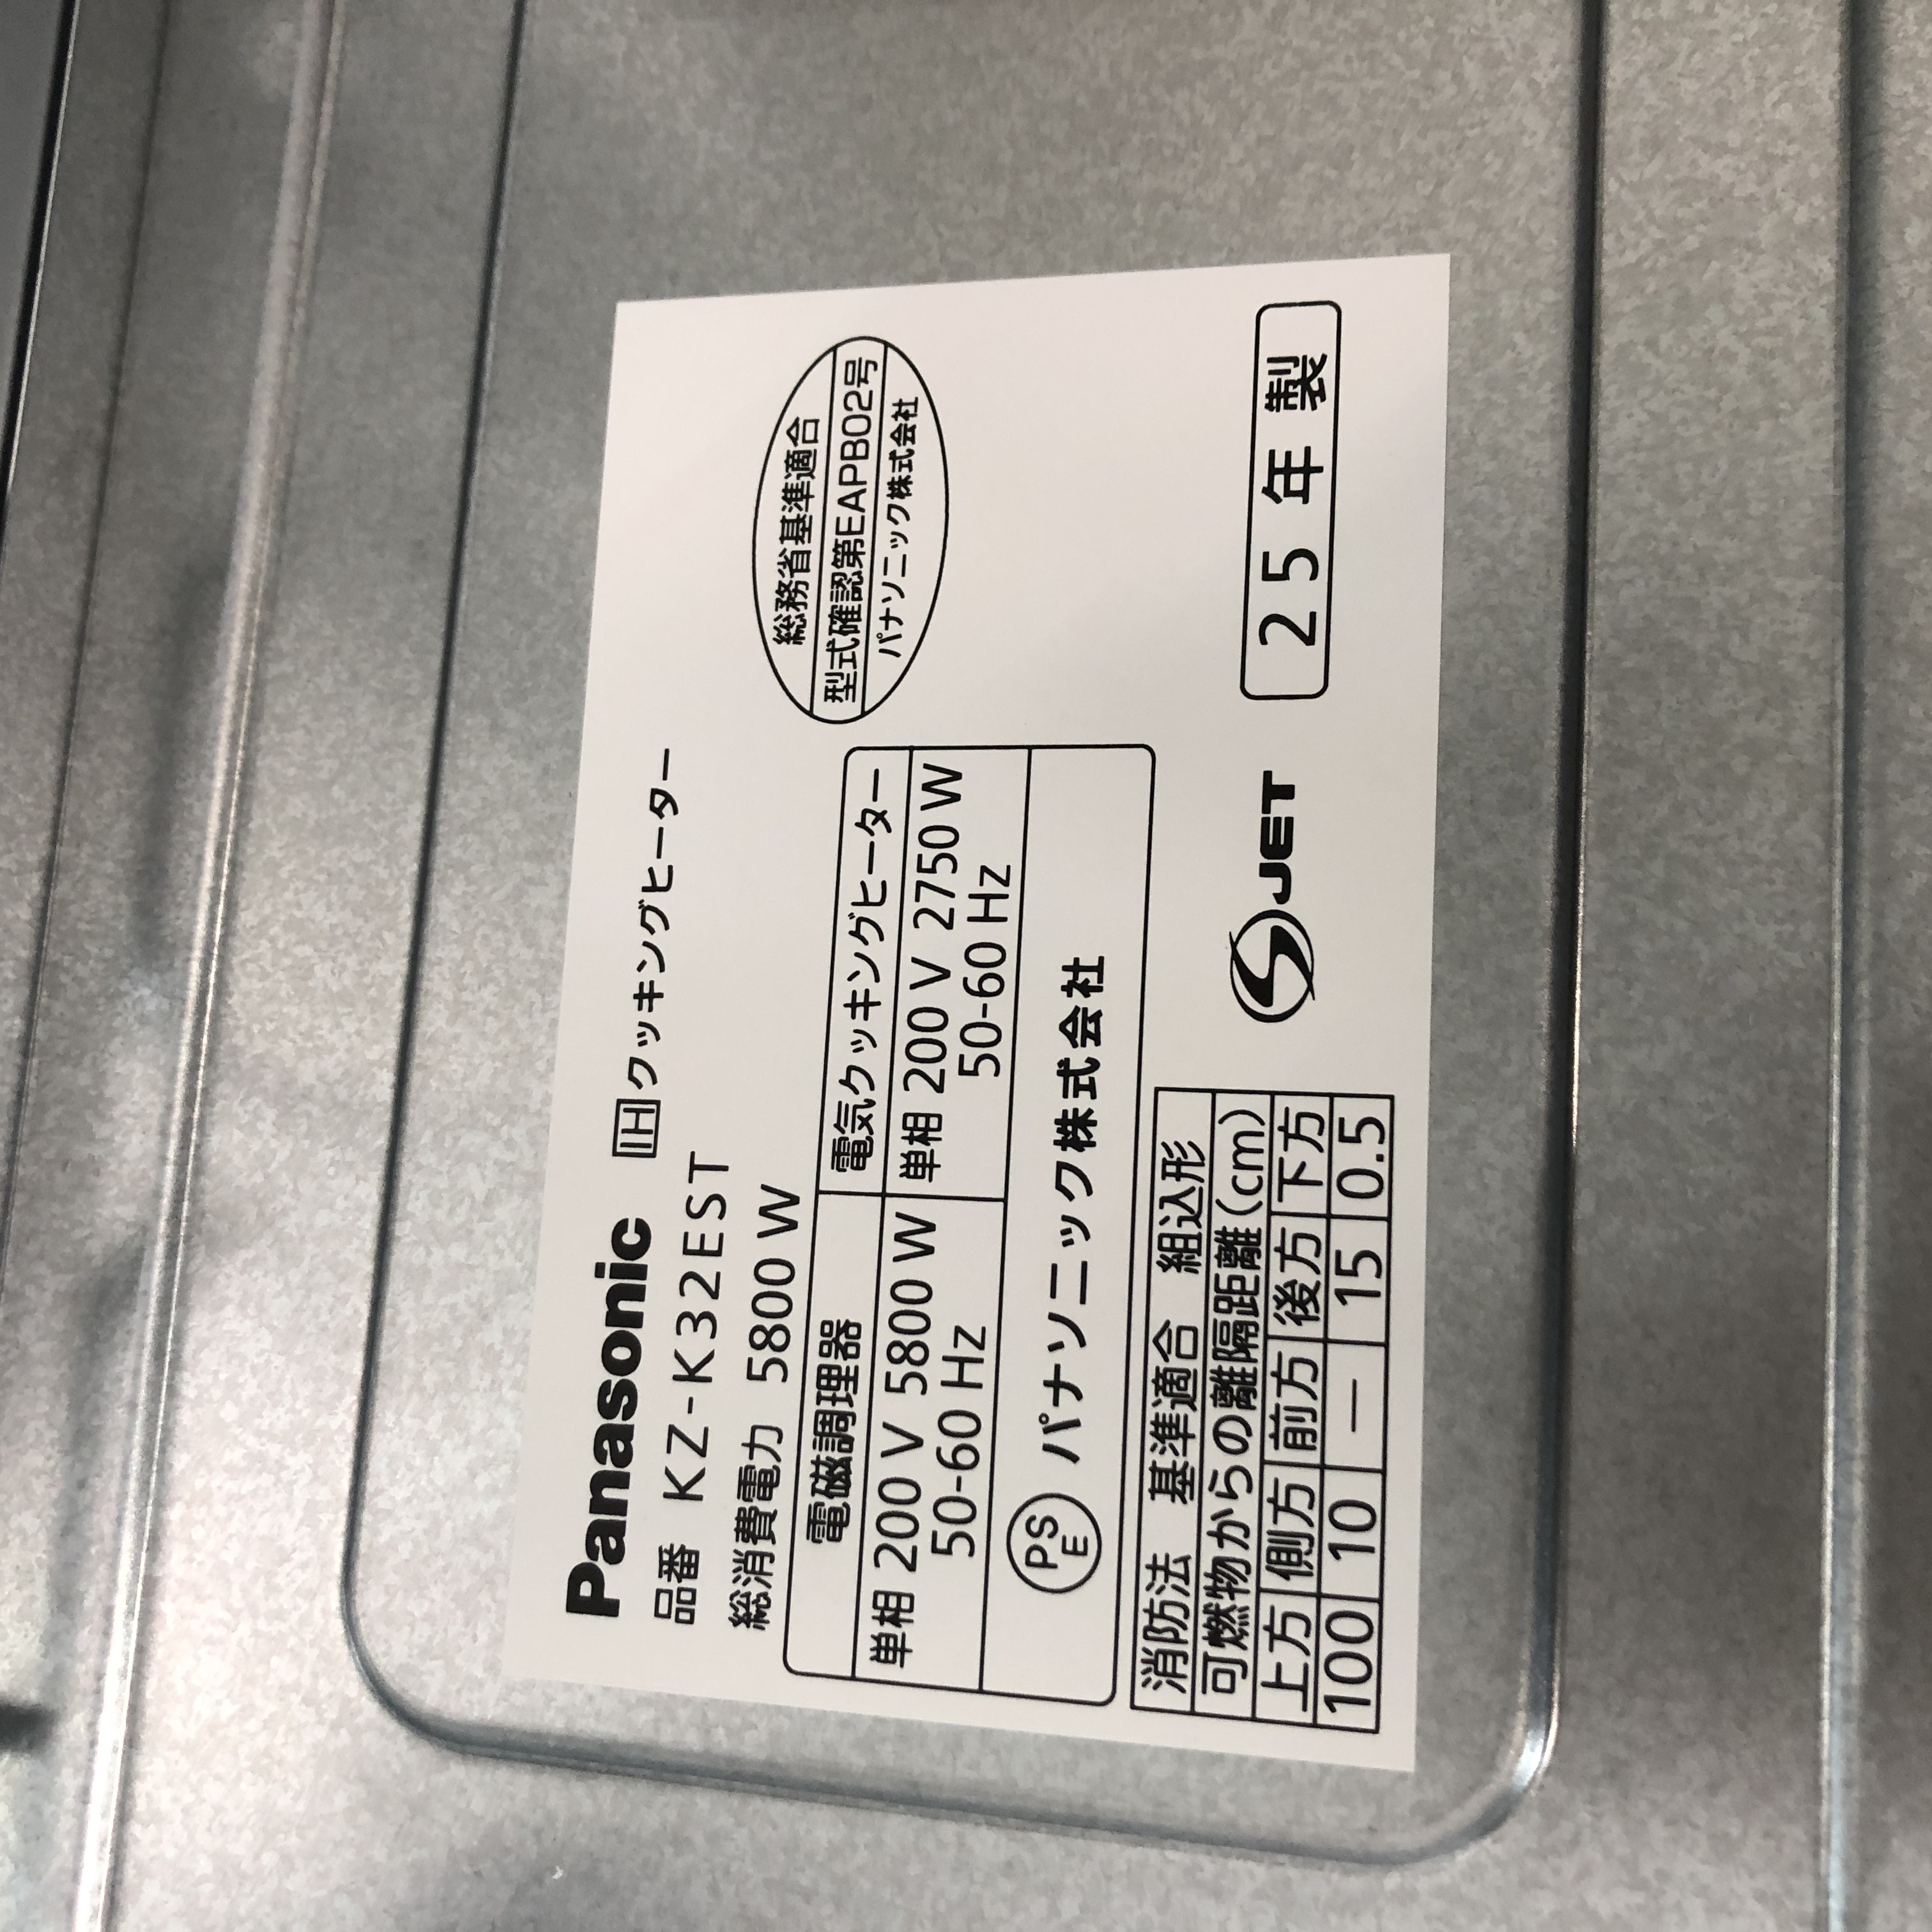 Panasonic IHクッキングヒーター
品番 KZ-K32EST
総消費電力 5800 W
電磁調理器 電気クッキングヒーター
単相 200 V 5800 W 単相 200 V 2750 W
50-60 Hz 50-60 Hz
PSE パナソニック株式会社
総務省基準適合
型式確認第EAPB02号
パナソニック株式会社
消防法 基準適合 組込形
可燃物からの離隔距離(cm)
上方 側方 前方 後方 下方
100 10 — 15 0.5
S JET
25年製